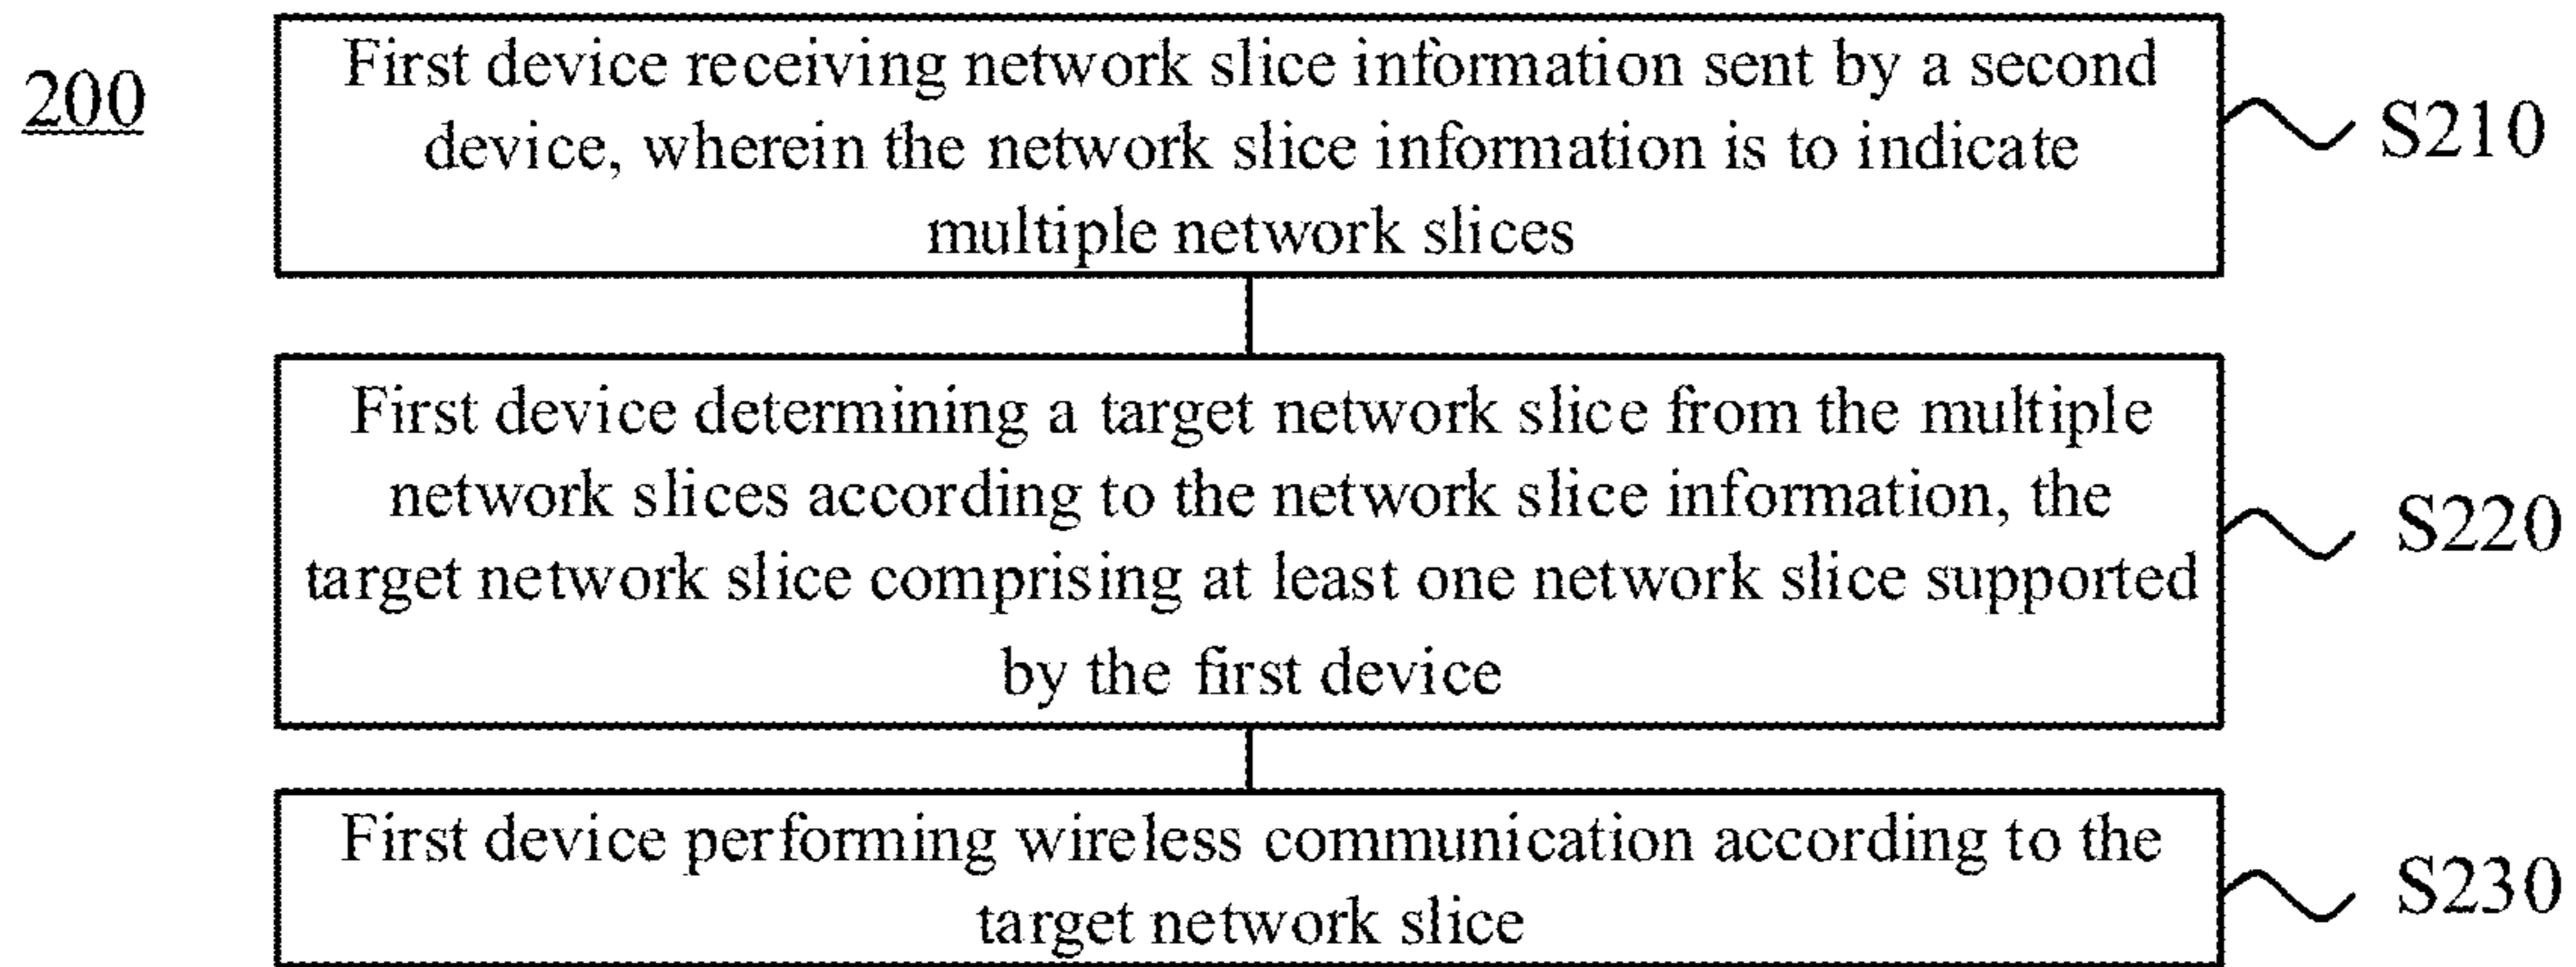 200
First device receiving network slice information sent by a second
device, wherein the network slice information is to indicate
multiple network slices
S210
First device determining a target network slice from the multiple
network slices according to the network slice information, the
target network slice comprising at least one network slice supported
by the first device
S220
First device performing wireless communication according to the
target network slice
S230